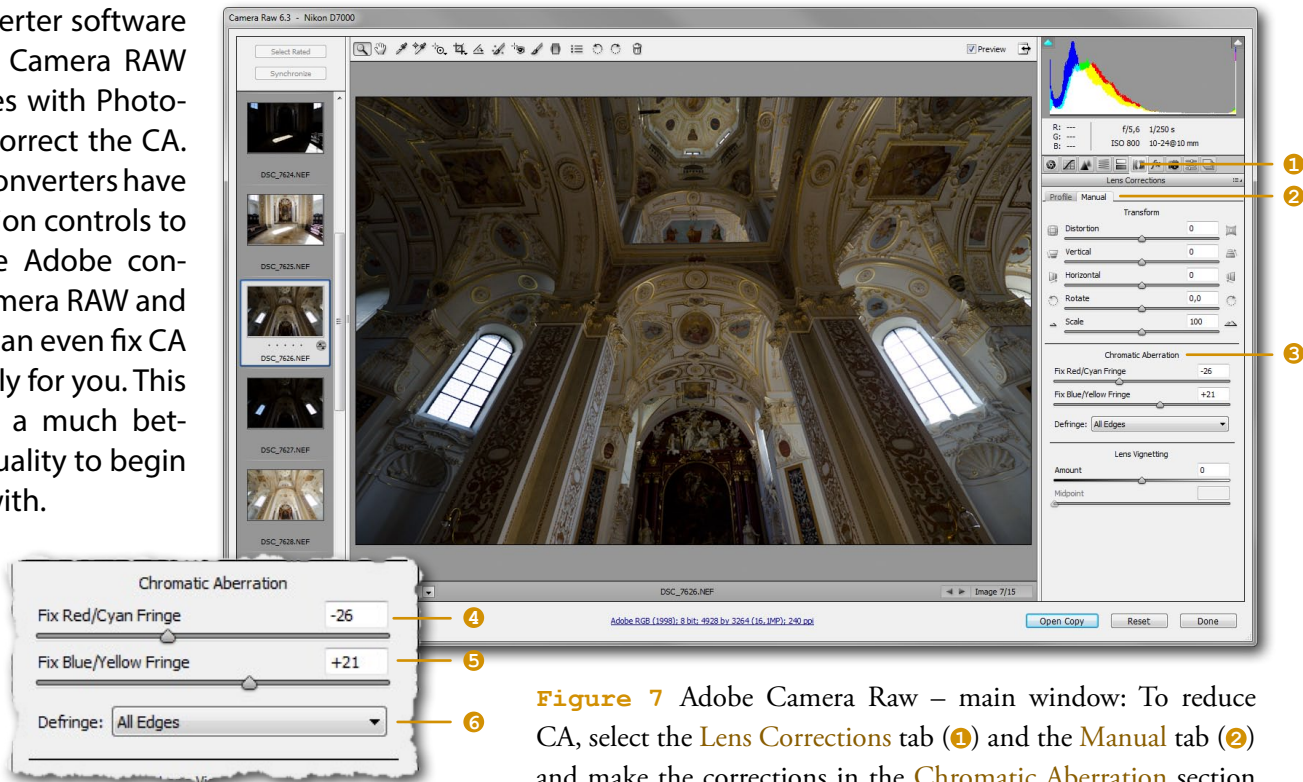 erter software
Camera RAW
es with Photo-
orrect the CA.
onverters have
on controls to
e Adobe con-
mera RAW and
an even fix CA
ly for you. This
a much bet-
uality to begin
vith.
Camera Raw 6.3 - Nikon D7000
Select Rated
Synchronize
Preview
DSC_7624.NEF
DSC_7625.NEF
DSC_7626.NEF
DSC_7627.NEF
DSC_7628.NEF
DSC_7626.NEF
Image 7/15
Adobe RGB (1998); 8 bit; 4928 by 3264 (16,1MP); 240 ppi
Open Copy Reset Done
R: ---
G: ---
B: ---
f/5,6 1/250 s
ISO 800 10-24@10 mm
1
Lens Corrections
Profile Manual
2
Transform
Distortion 0
Vertical 0
Horizontal 0
Rotate 0,0
Scale 100
Chromatic Aberration
3
Fix Red/Cyan Fringe -26
Fix Blue/Yellow Fringe +21
Defringe: All Edges
Lens Vignetting
Amount 0
Midpoint
Chromatic Aberration
Fix Red/Cyan Fringe -26
4
Fix Blue/Yellow Fringe +21
5
Defringe: All Edges
6
Figure 7 Adobe Camera Raw – main window: To reduce
CA, select the Lens Corrections tab (1) and the Manual tab (2)
and make the corrections in the Chromatic Aberration section